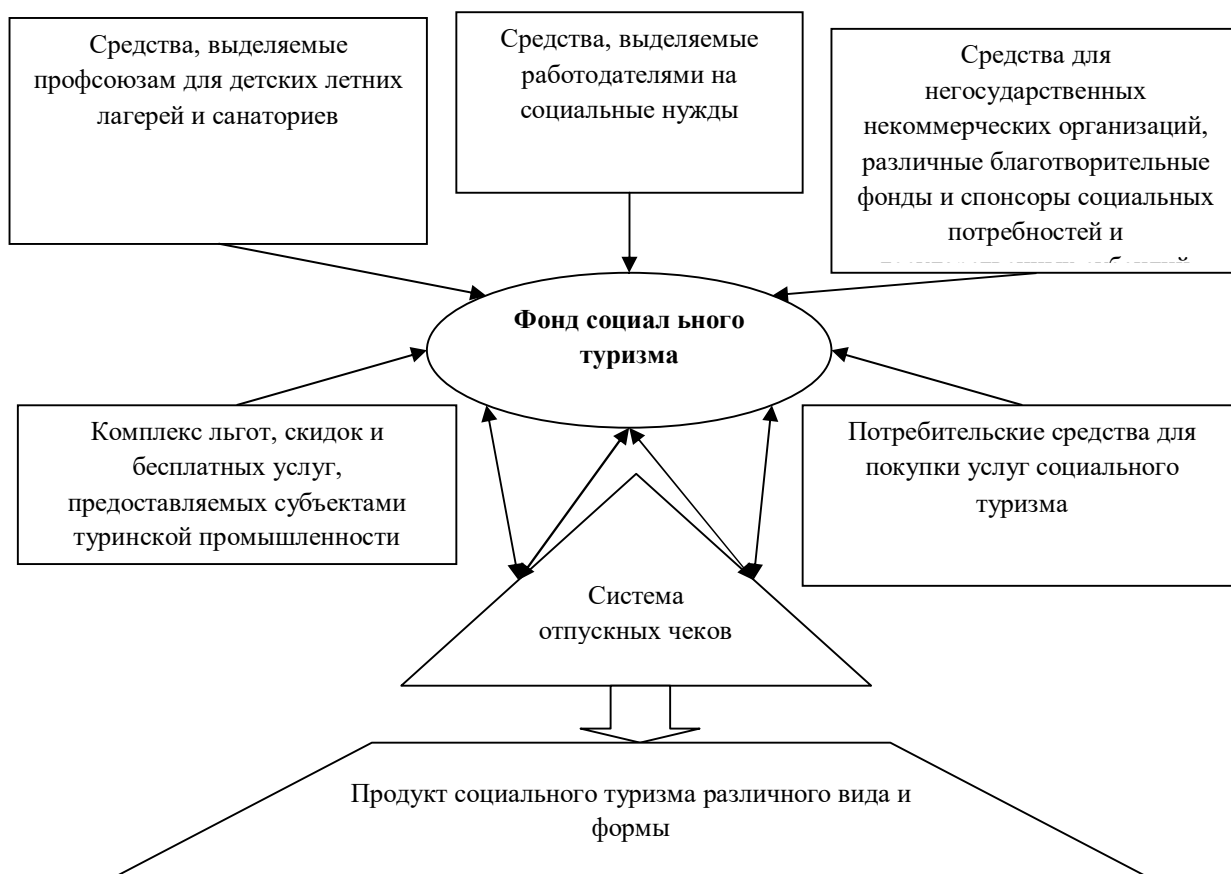 Средства, выделяемые
профсоюзам для детских летних
лагерей и санаториев
Средства, выделяемые
работодателями на
социальные нужды
Средства для
негосударственных
некоммерческих организаций,
различные благотворительные
фонды и спонсоры социальных
потребностей и
Фонд социал ьного
туризма
Комплекс льгот, скидок и
бесплатных услуг,
предоставляемых субъектами
туринской промышленности
Потребительские средства для
покупки услуг социального
туризма
Система
отпускных чеков
Продукт социального туризма различного вида и
формы